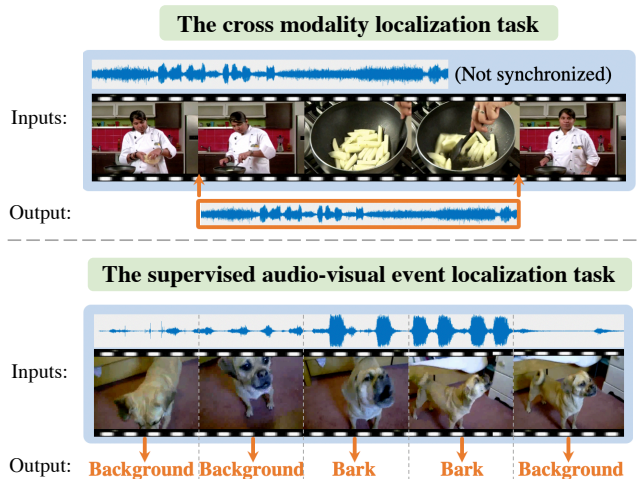 The cross modality localization task
(Not synchronized)
Inputs:
Output:
The supervised audio-visual event localization task
Inputs:
Output: Background Background Bark Bark Background